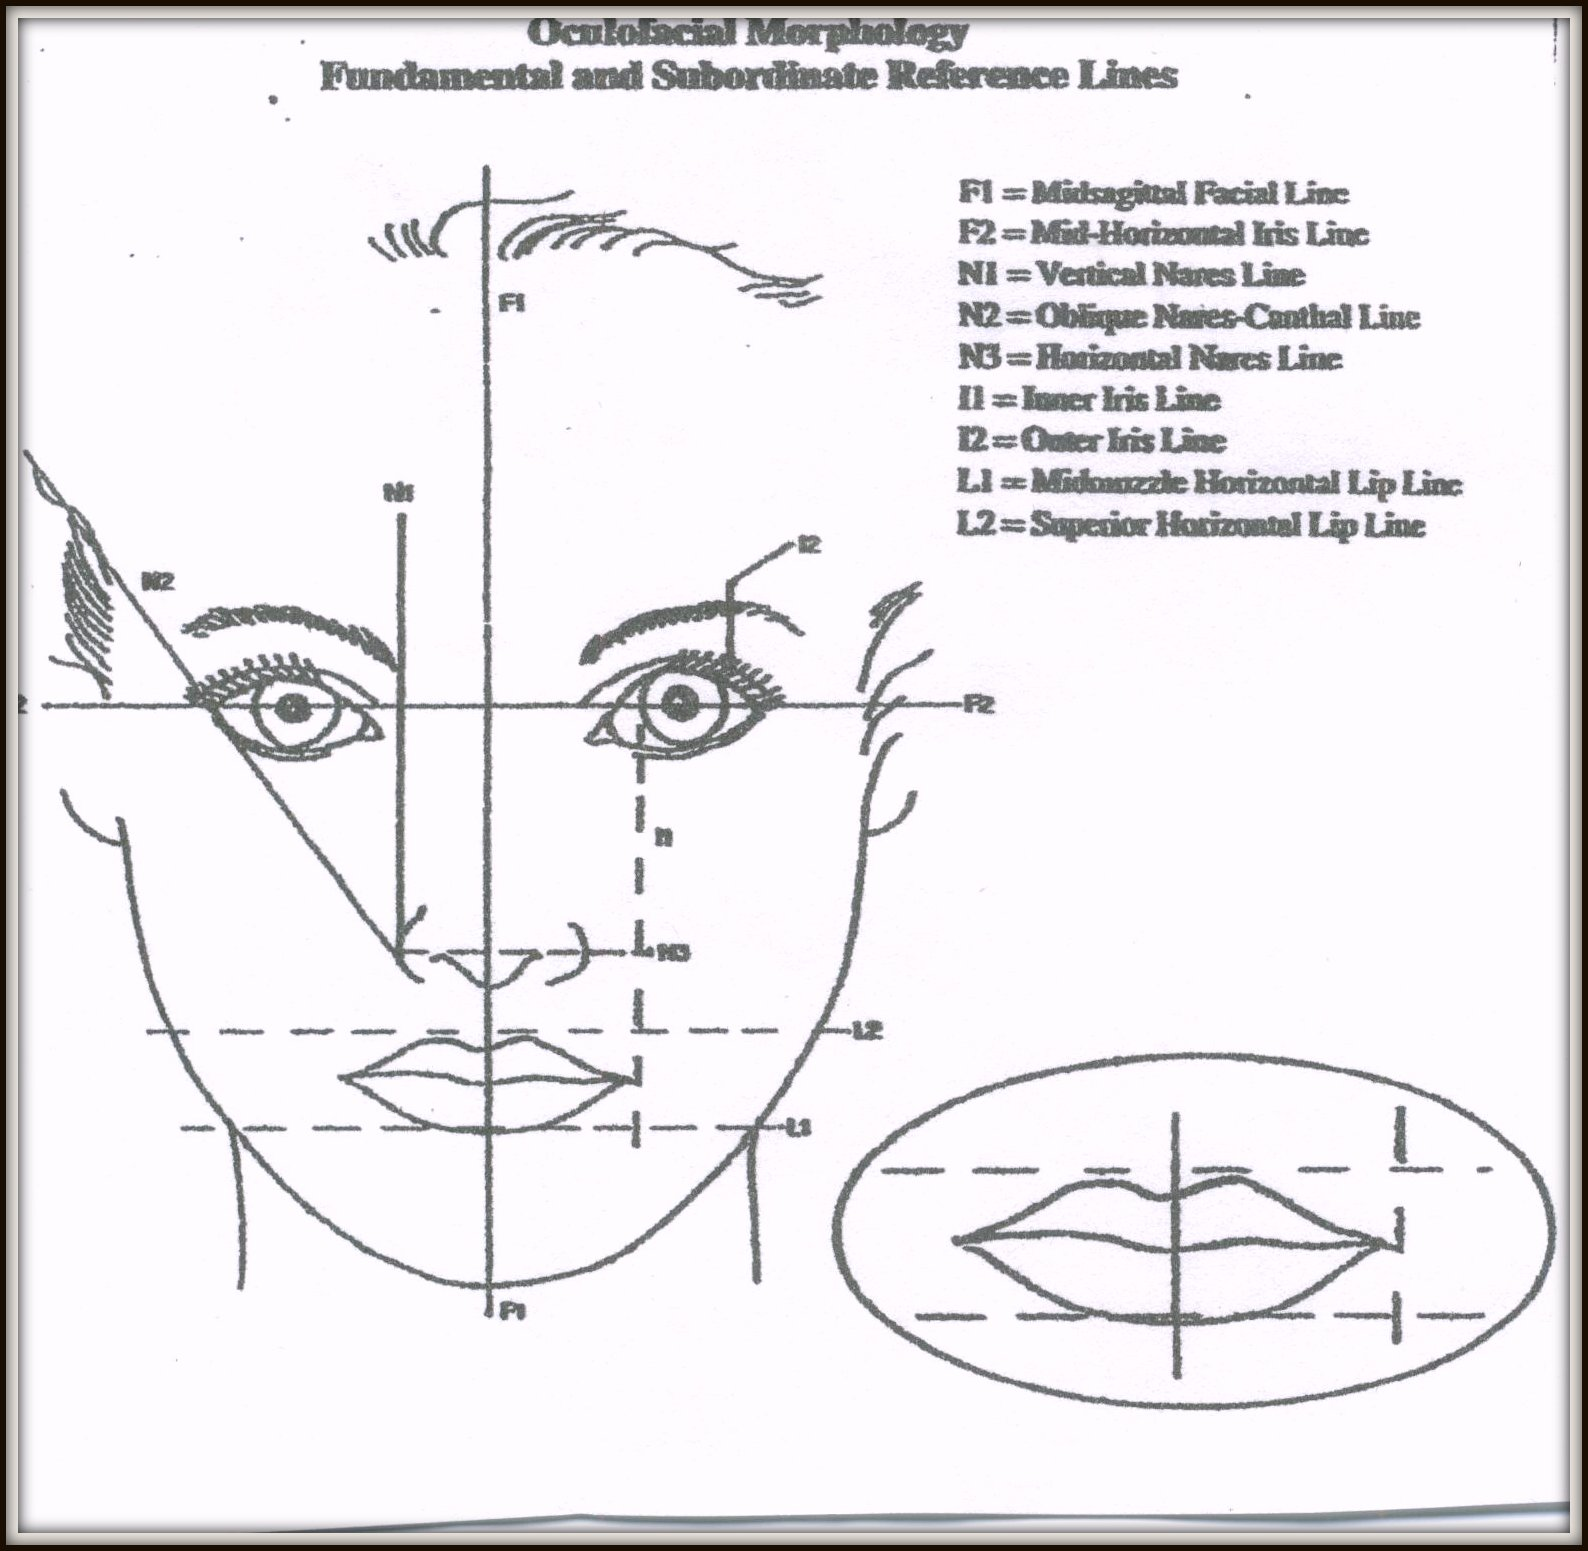 Oculofacial Morphology
Fundamental and Subordinate Reference Lines
F1 = Midsagittal Facial Line
F2 = Mid-Horizontal Iris Line
N1 = Vertical Nares Line
N2 = Oblique Nares-Canthal Line
N3 = Horizontal Nares Line
I1 = Inner Iris Line
I2 = Outer Iris Line
L1 = Midmuzzle Horizontal Lip Line
L2 = Superior Horizontal Lip Line
F1
N1
I2
N2
2
F2
I1
N3
L2
L1
F1